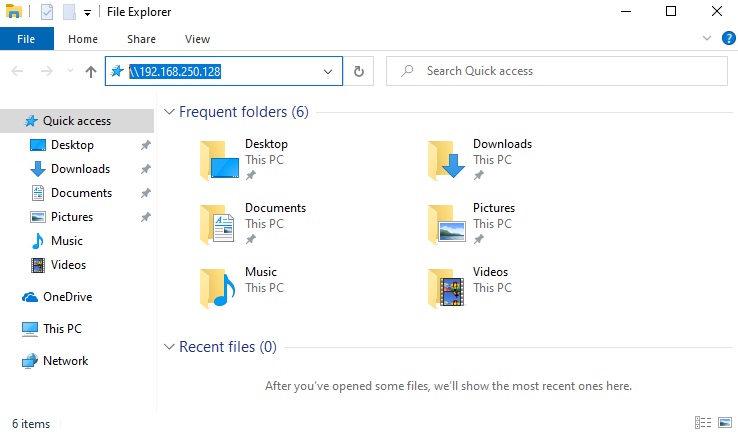 File Explorer
File Home Share View
\\192.168.250.128
Search Quick access
Quick access
Desktop
Downloads
Documents
Pictures
Music
Videos
OneDrive
This PC
Network
Frequent folders (6)
Desktop
This PC
Downloads
This PC
Documents
This PC
Pictures
This PC
Music
This PC
Videos
This PC
Recent files (0)
After you've opened some files, we'll show the most recent ones here.
6 items